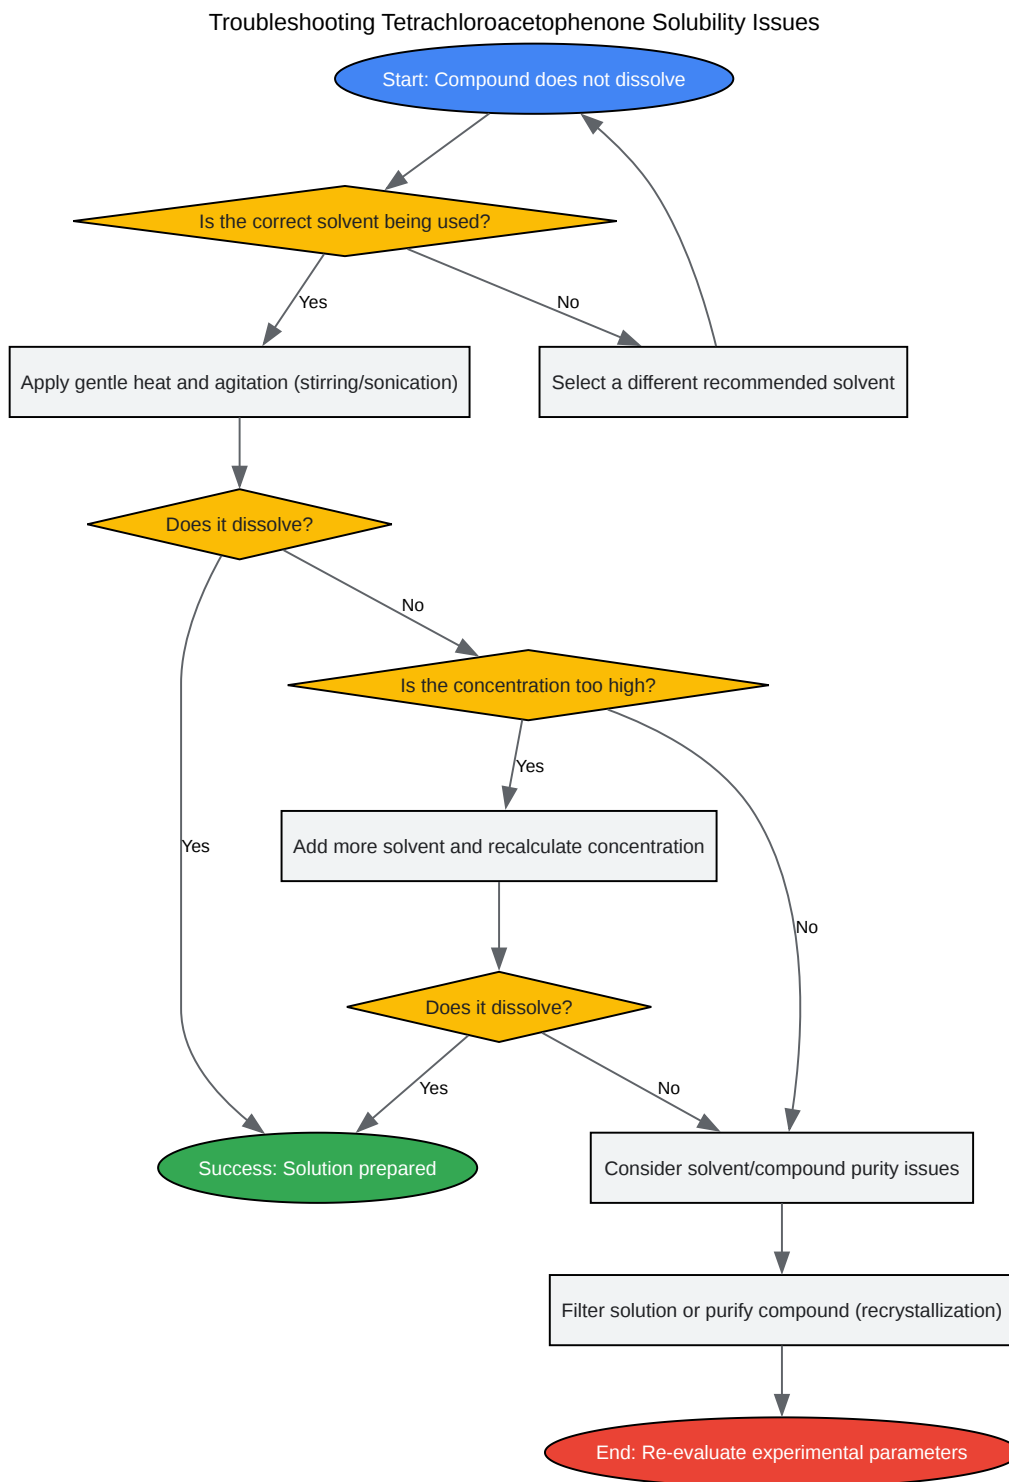 Troubleshooting Tetrachloroacetophenone Solubility Issues
Start: Compound does not dissolve
Is the correct solvent being used?
Yes
No
Apply gentle heat and agitation (stirring/sonication)
Select a different recommended solvent
Does it dissolve?
No
Is the concentration too high?
Yes
Add more solvent and recalculate concentration
Yes
No
Does it dissolve?
Yes
No
Success: Solution prepared
Consider solvent/compound purity issues
Filter solution or purify compound (recrystallization)
End: Re-evaluate experimental parameters